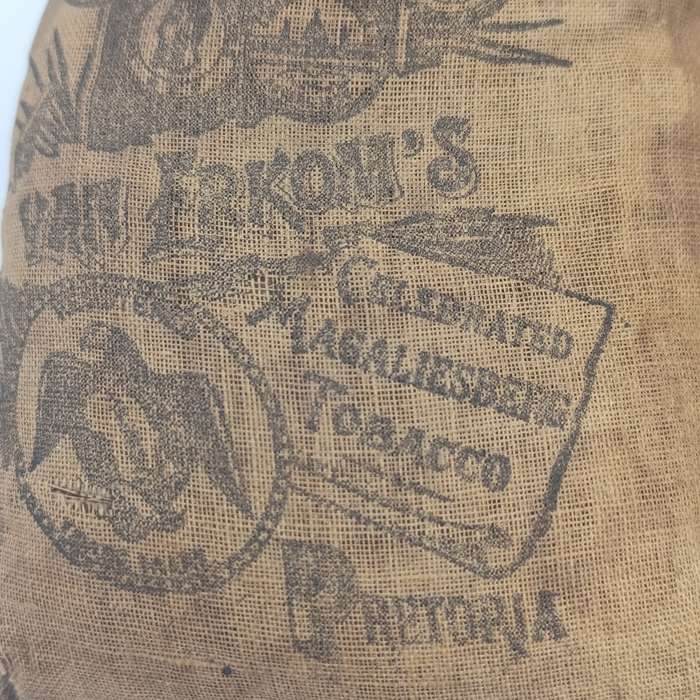 VAN ERKOM'S
CELEBRATED
MAGALIESBERG
TOBACCO
PRETORIA